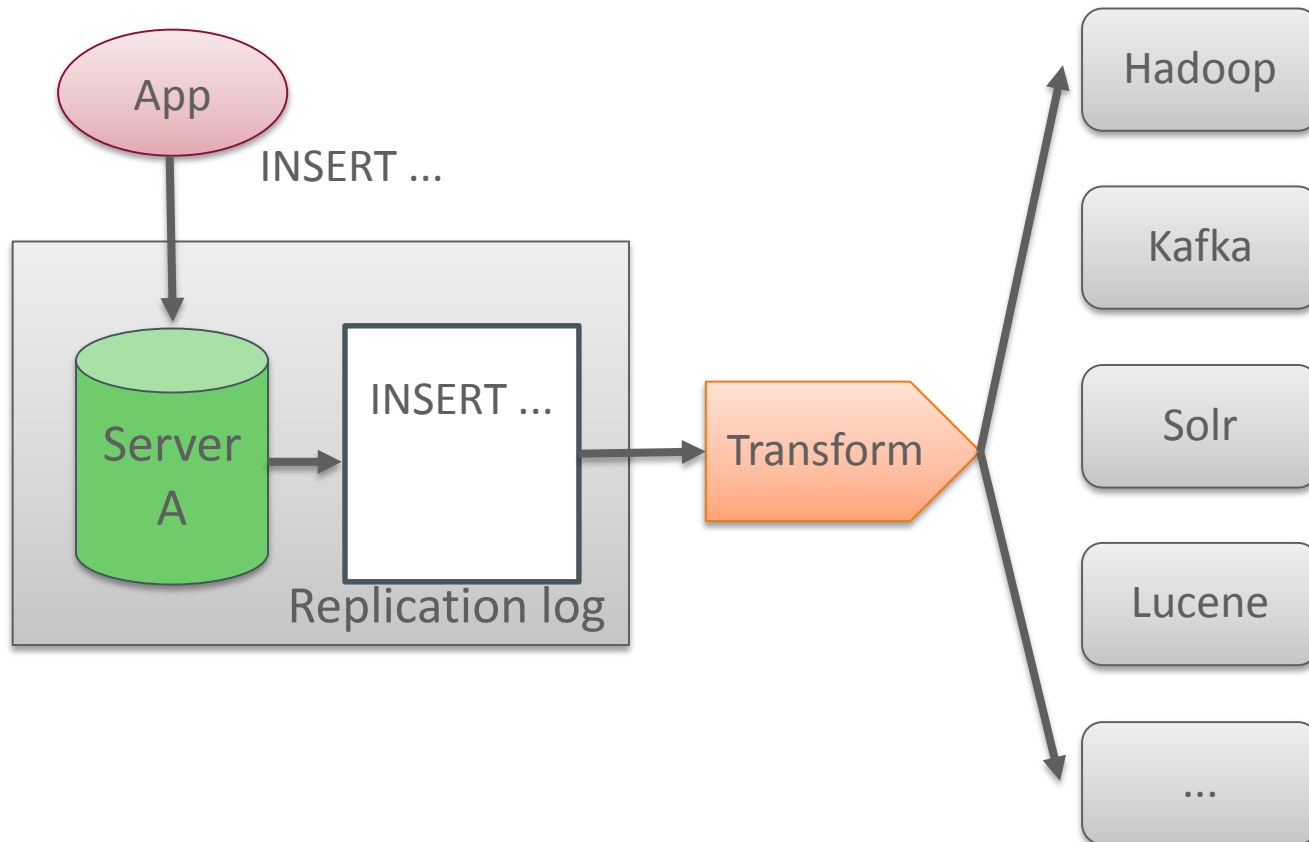 App
INSERT ...
Server
A
INSERT ...
Replication log
Transform
Hadoop
Kafka
Solr
Lucene
...